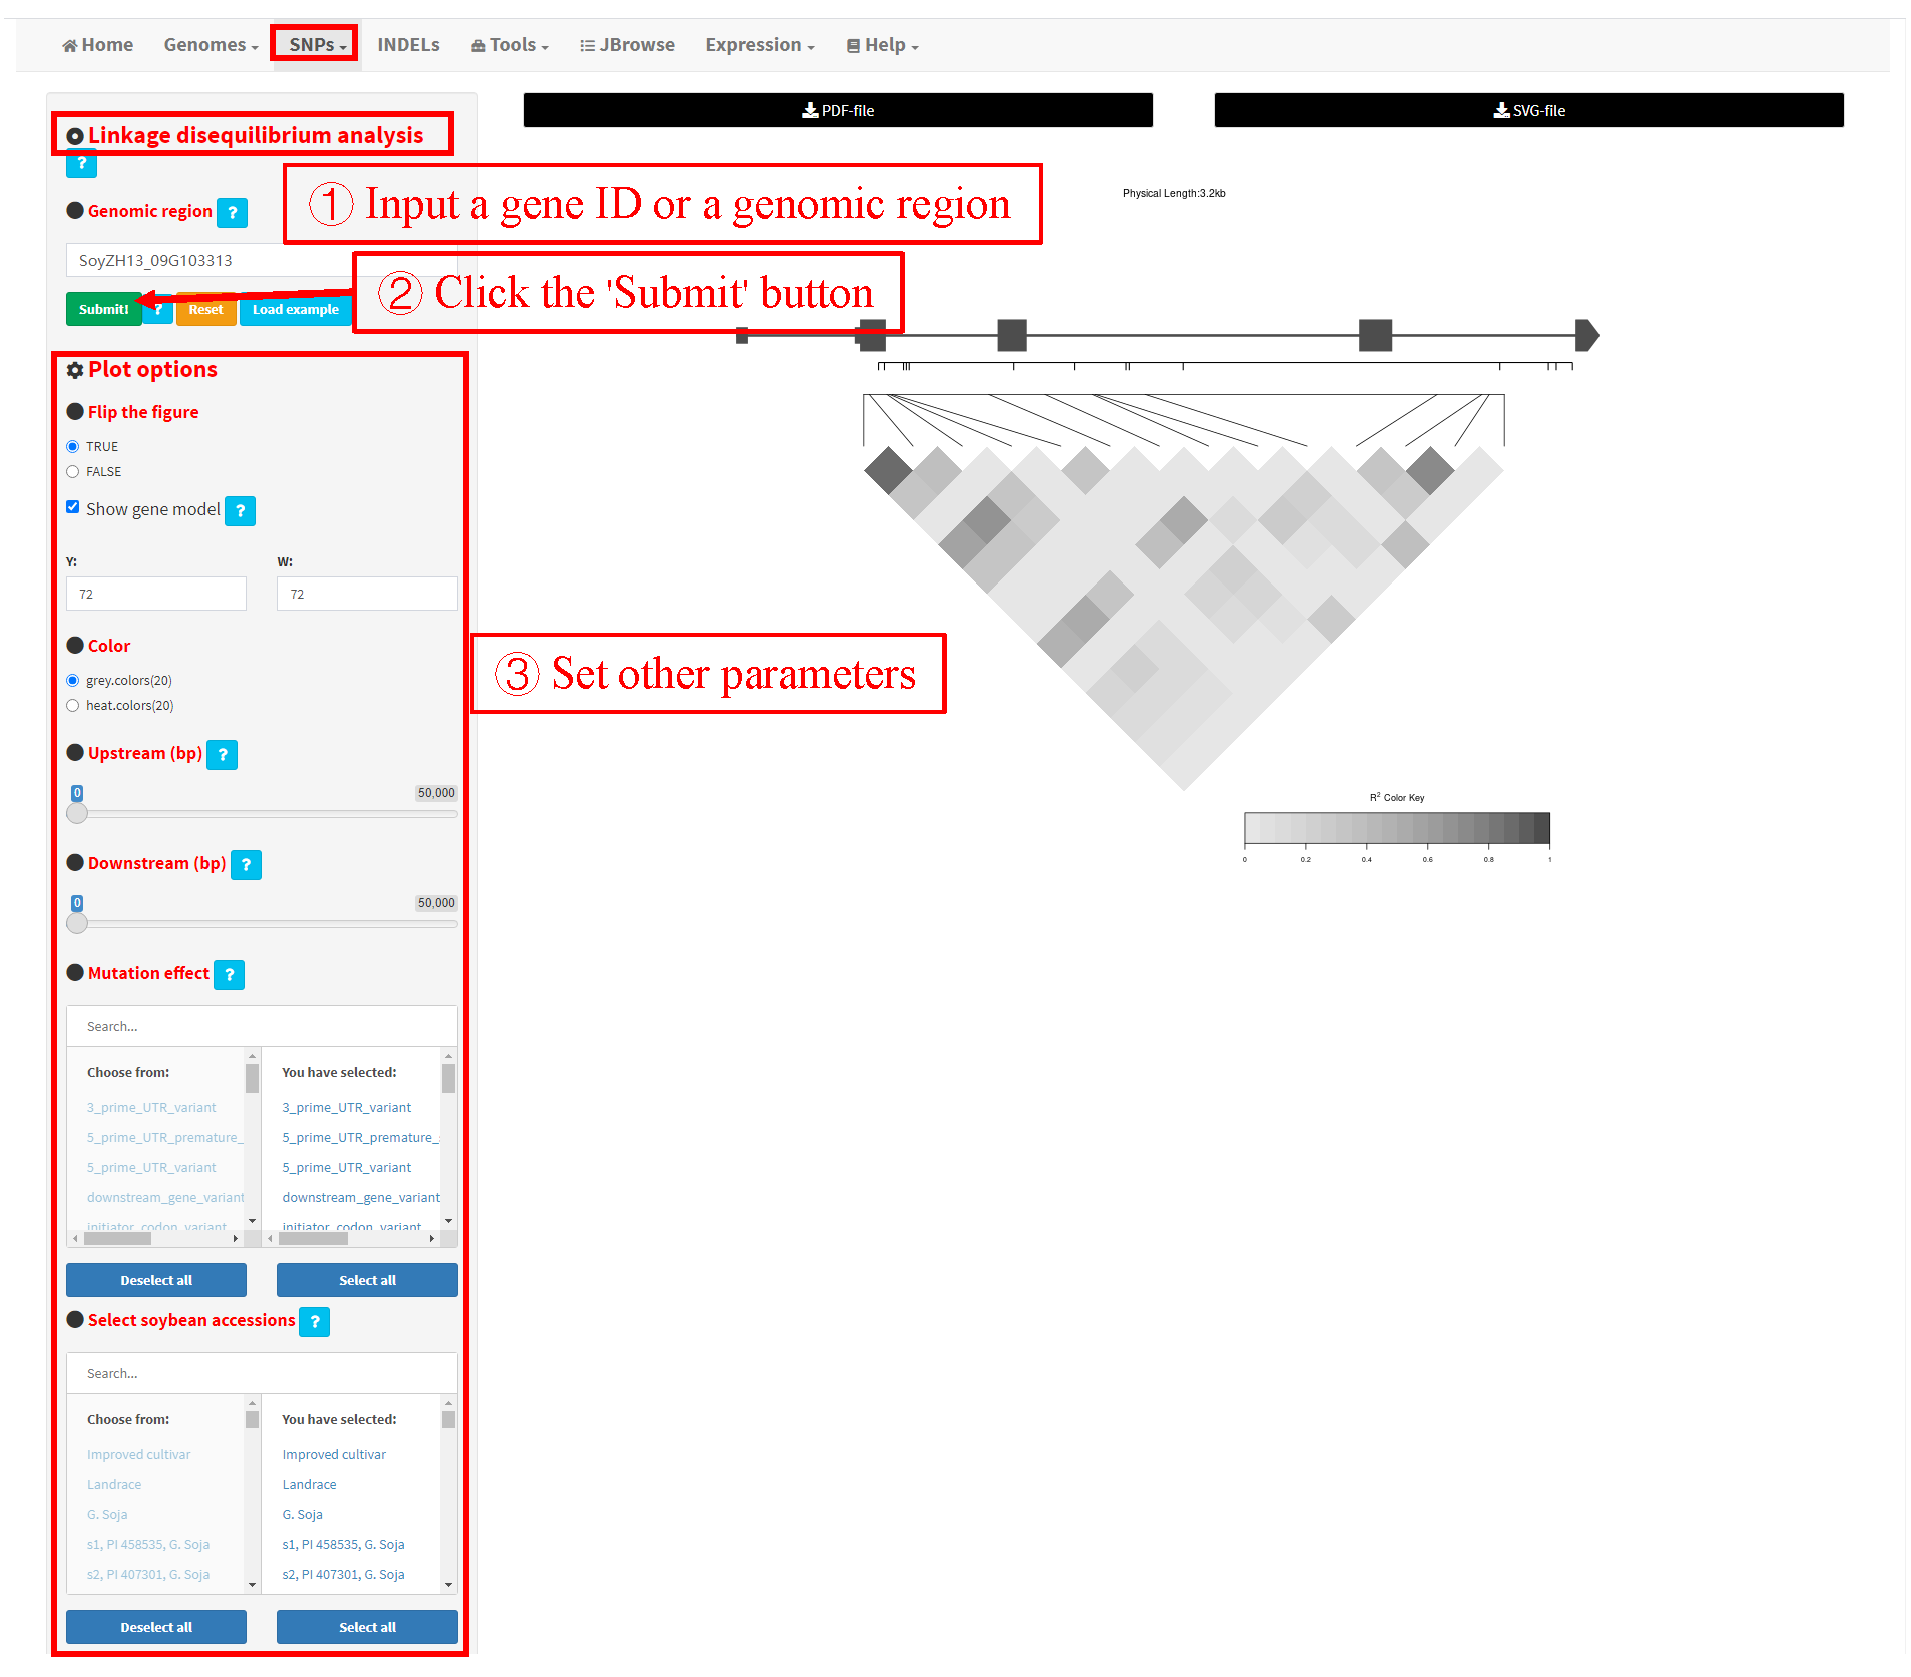 Home Genomes SNPs INDELs Tools JBrowse Expression Help
Linkage disequilibrium analysis
?
PDF-file
SVG-file
Genomic region ?
① Input a gene ID or a genomic region
SoyZH13_09G103313
② Click the 'Submit' button
Submit! ? Reset Load example
Physical Length:3.2kb
Plot options
Flip the figure
TRUE
FALSE
Show gene model ?
Y: W:
72 72
Color
grey.colors(20)
heat.colors(20)
③ Set other parameters
Upstream (bp) ?
0 50,000
Downstream (bp) ?
0 50,000
R² Color Key
0 0.2 0.4 0.6 0.8 1
Mutation effect ?
Search...
Choose from: You have selected:
3_prime_UTR_variant 3_prime_UTR_variant
5_prime_UTR_premature_ 5_prime_UTR_premature_
5_prime_UTR_variant 5_prime_UTR_variant
downstream_gene_variant downstream_gene_variant
initiator_codon_variant initiator_codon_variant
Deselect all Select all
Select soybean accessions ?
Search...
Choose from: You have selected:
Improved cultivar Improved cultivar
Landrace Landrace
G. Soja G. Soja
s1, PI 458535, G. Soja s1, PI 458535, G. Soja
s2, PI 407301, G. Soja s2, PI 407301, G. Soja
Deselect all Select all